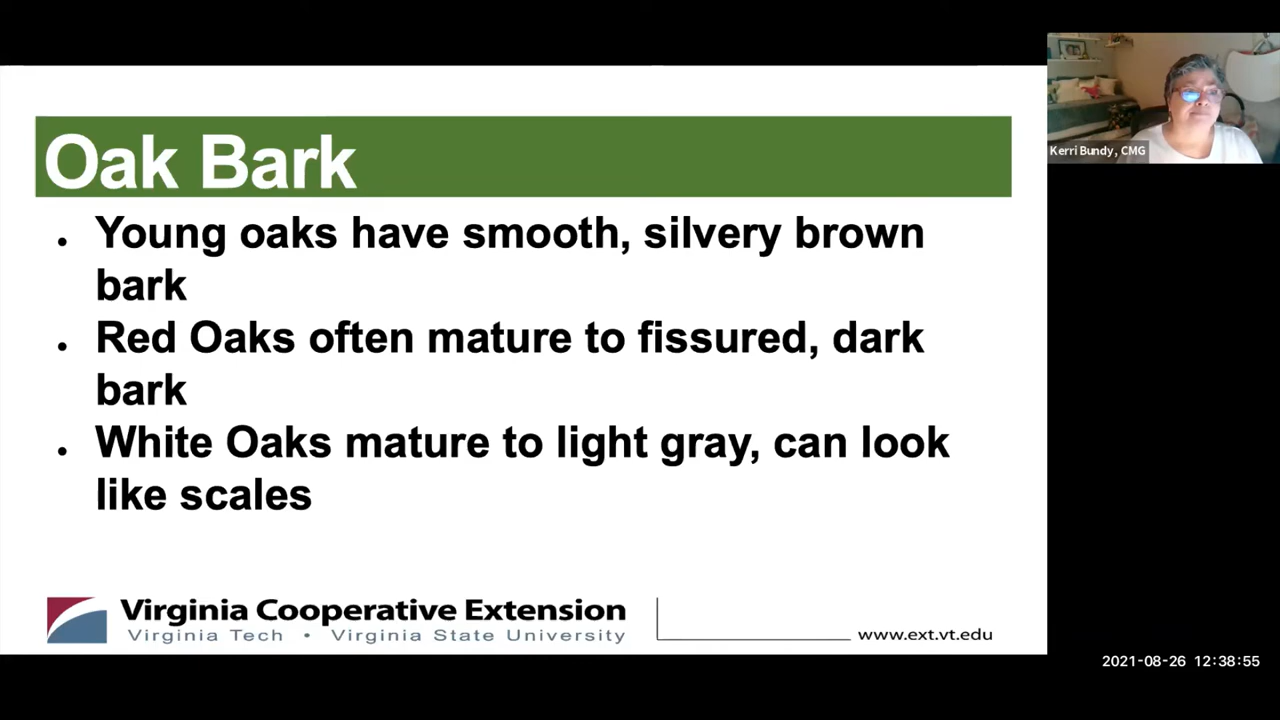 Oak Bark
Kerri Bundy, CMG
• Young oaks have smooth, silvery brown
bark
• Red Oaks often mature to fissured, dark
bark
• White Oaks mature to light gray, can look
like scales
Virginia Cooperative Extension
Virginia Tech • Virginia State University
www.ext.vt.edu
2021-08-26 12:38:55